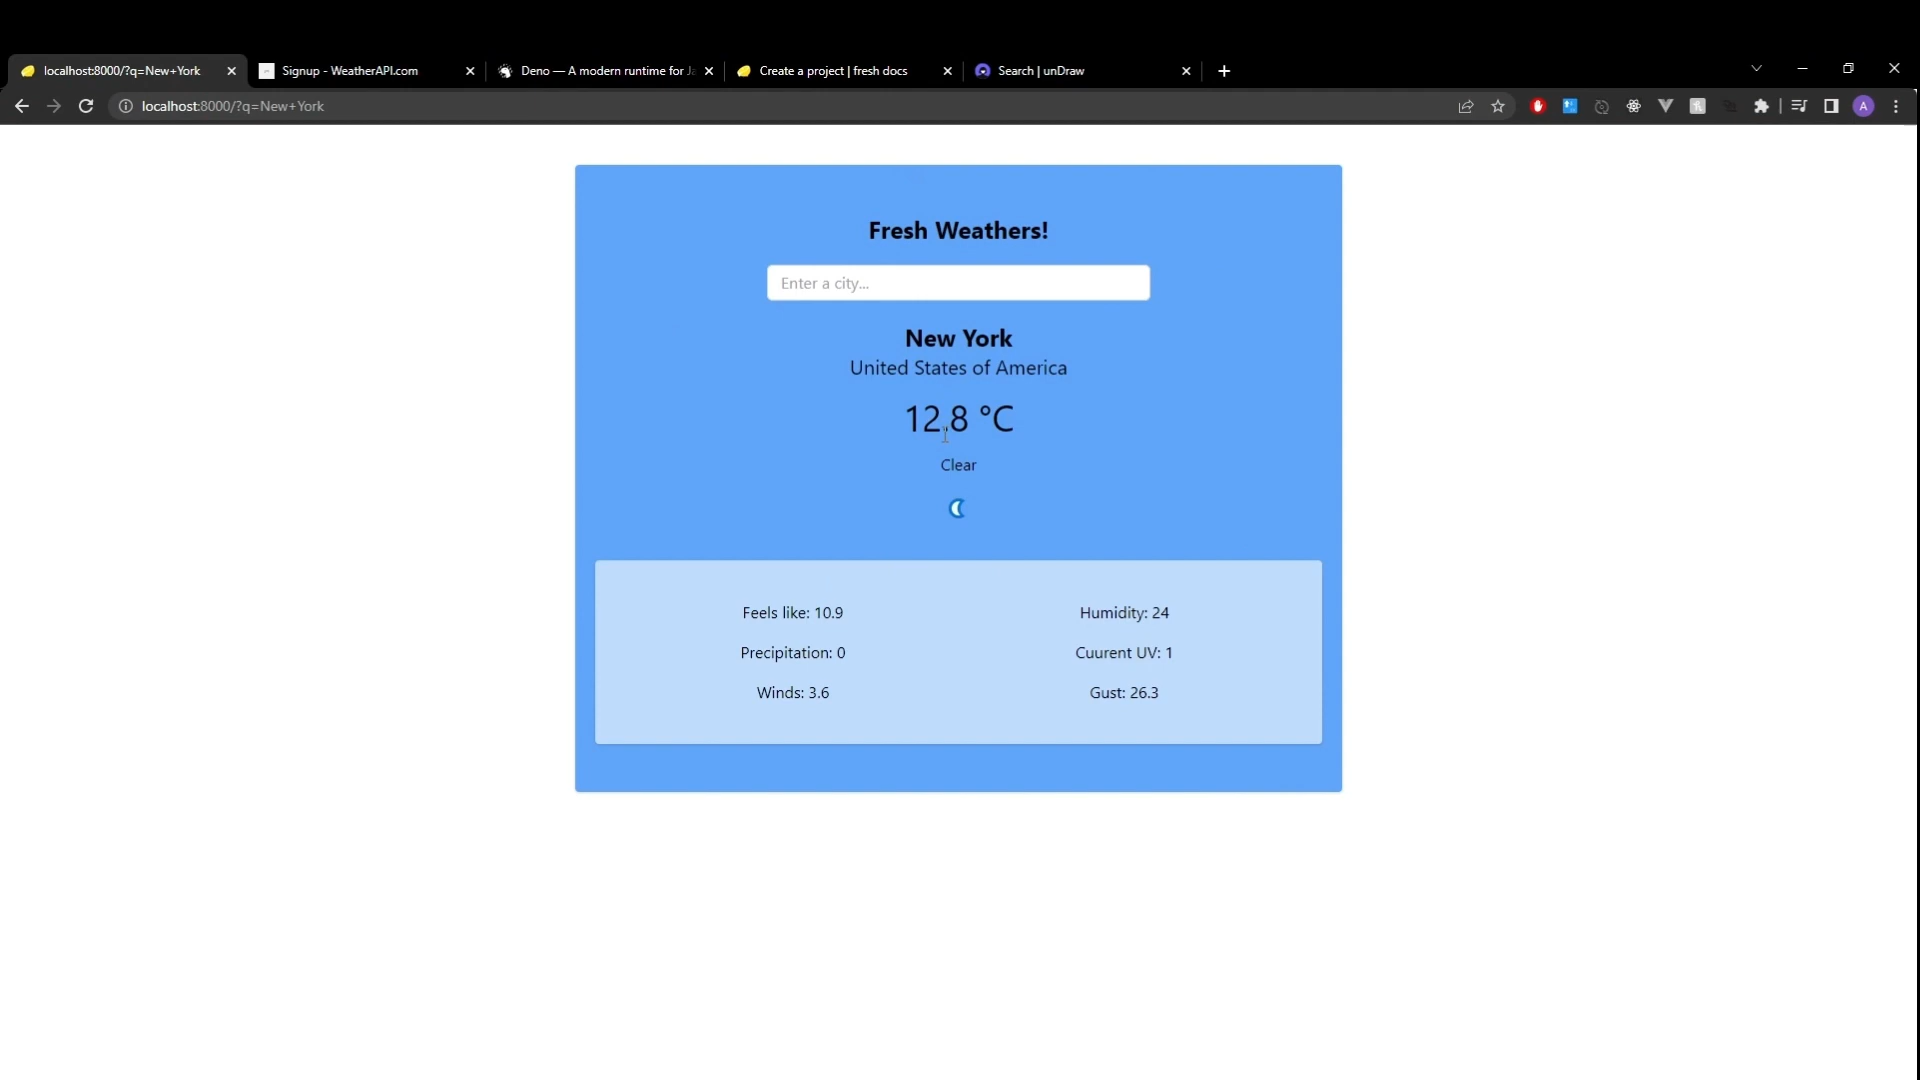 localhost:8000/?q=New+York
Signup - WeatherAPI.com
Deno — A modern runtime for Ja
Create a project | fresh docs
Search | unDraw
localhost:8000/?q=New+York
A
Fresh Weathers!
Enter a city...
New York
United States of America
12.8 °C
Clear
Feels like: 10.9
Humidity: 24
Precipitation: 0
Cuurent UV: 1
Winds: 3.6
Gust: 26.3